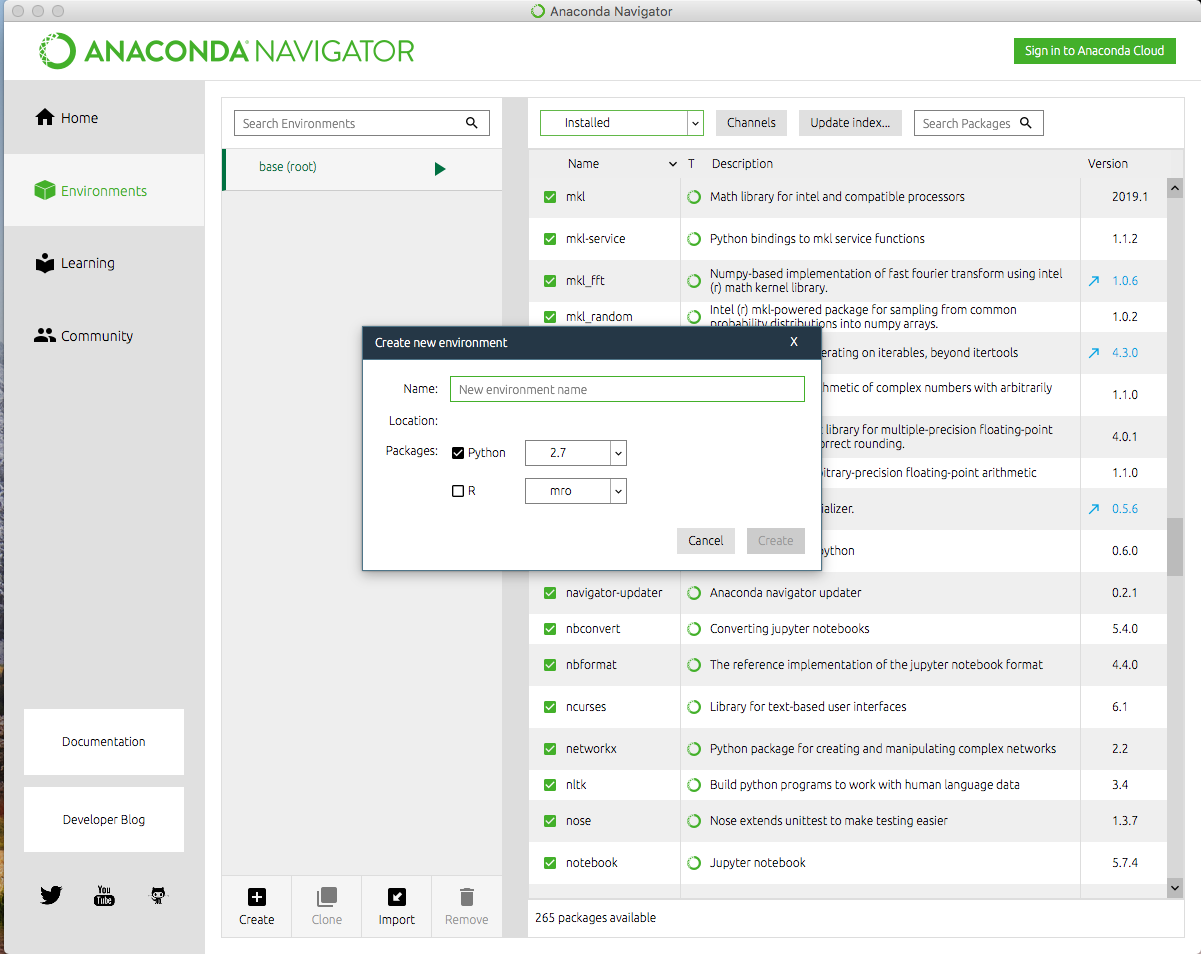 Anaconda Navigator
ANACONDA NAVIGATOR
Sign in to Anaconda Cloud
Home
Environments
Learning
Community
Documentation
Developer Blog
You
Tube
Search Environments
base (root)
Create
Clone
Import
Remove
Installed
Channels
Update index...
Search Packages
Name T Description Version
mkl Math library for intel and compatible processors 2019.1
mkl-service Python bindings to mkl service functions 1.1.2
mkl_fft Numpy-based implementation of fast fourier transform using intel
(r) math kernel library. 1.0.6
mkl_random Intel (r) mkl-powered package for sampling from common
probability distributions into numpy arrays. 1.0.2
erating on iterables, beyond itertools 4.3.0
hmetic of complex numbers with arbitrarily
1.1.0
library for multiple-precision floating-point
orrect rounding. 4.0.1
bitrary-precision floating-point arithmetic 1.1.0
ializer. 0.5.6
python 0.6.0
navigator-updater Anaconda navigator updater 0.2.1
nbconvert Converting jupyter notebooks 5.4.0
nbformat The reference implementation of the jupyter notebook format 4.4.0
ncurses Library for text-based user interfaces 6.1
networkx Python package for creating and manipulating complex networks 2.2
nltk Build python programs to work with human language data 3.4
nose Nose extends unittest to make testing easier 1.3.7
notebook Jupyter notebook 5.7.4
265 packages available
Create new environment X
Name: New environment name
Location:
Packages: Python 2.7
R mro
Cancel Create